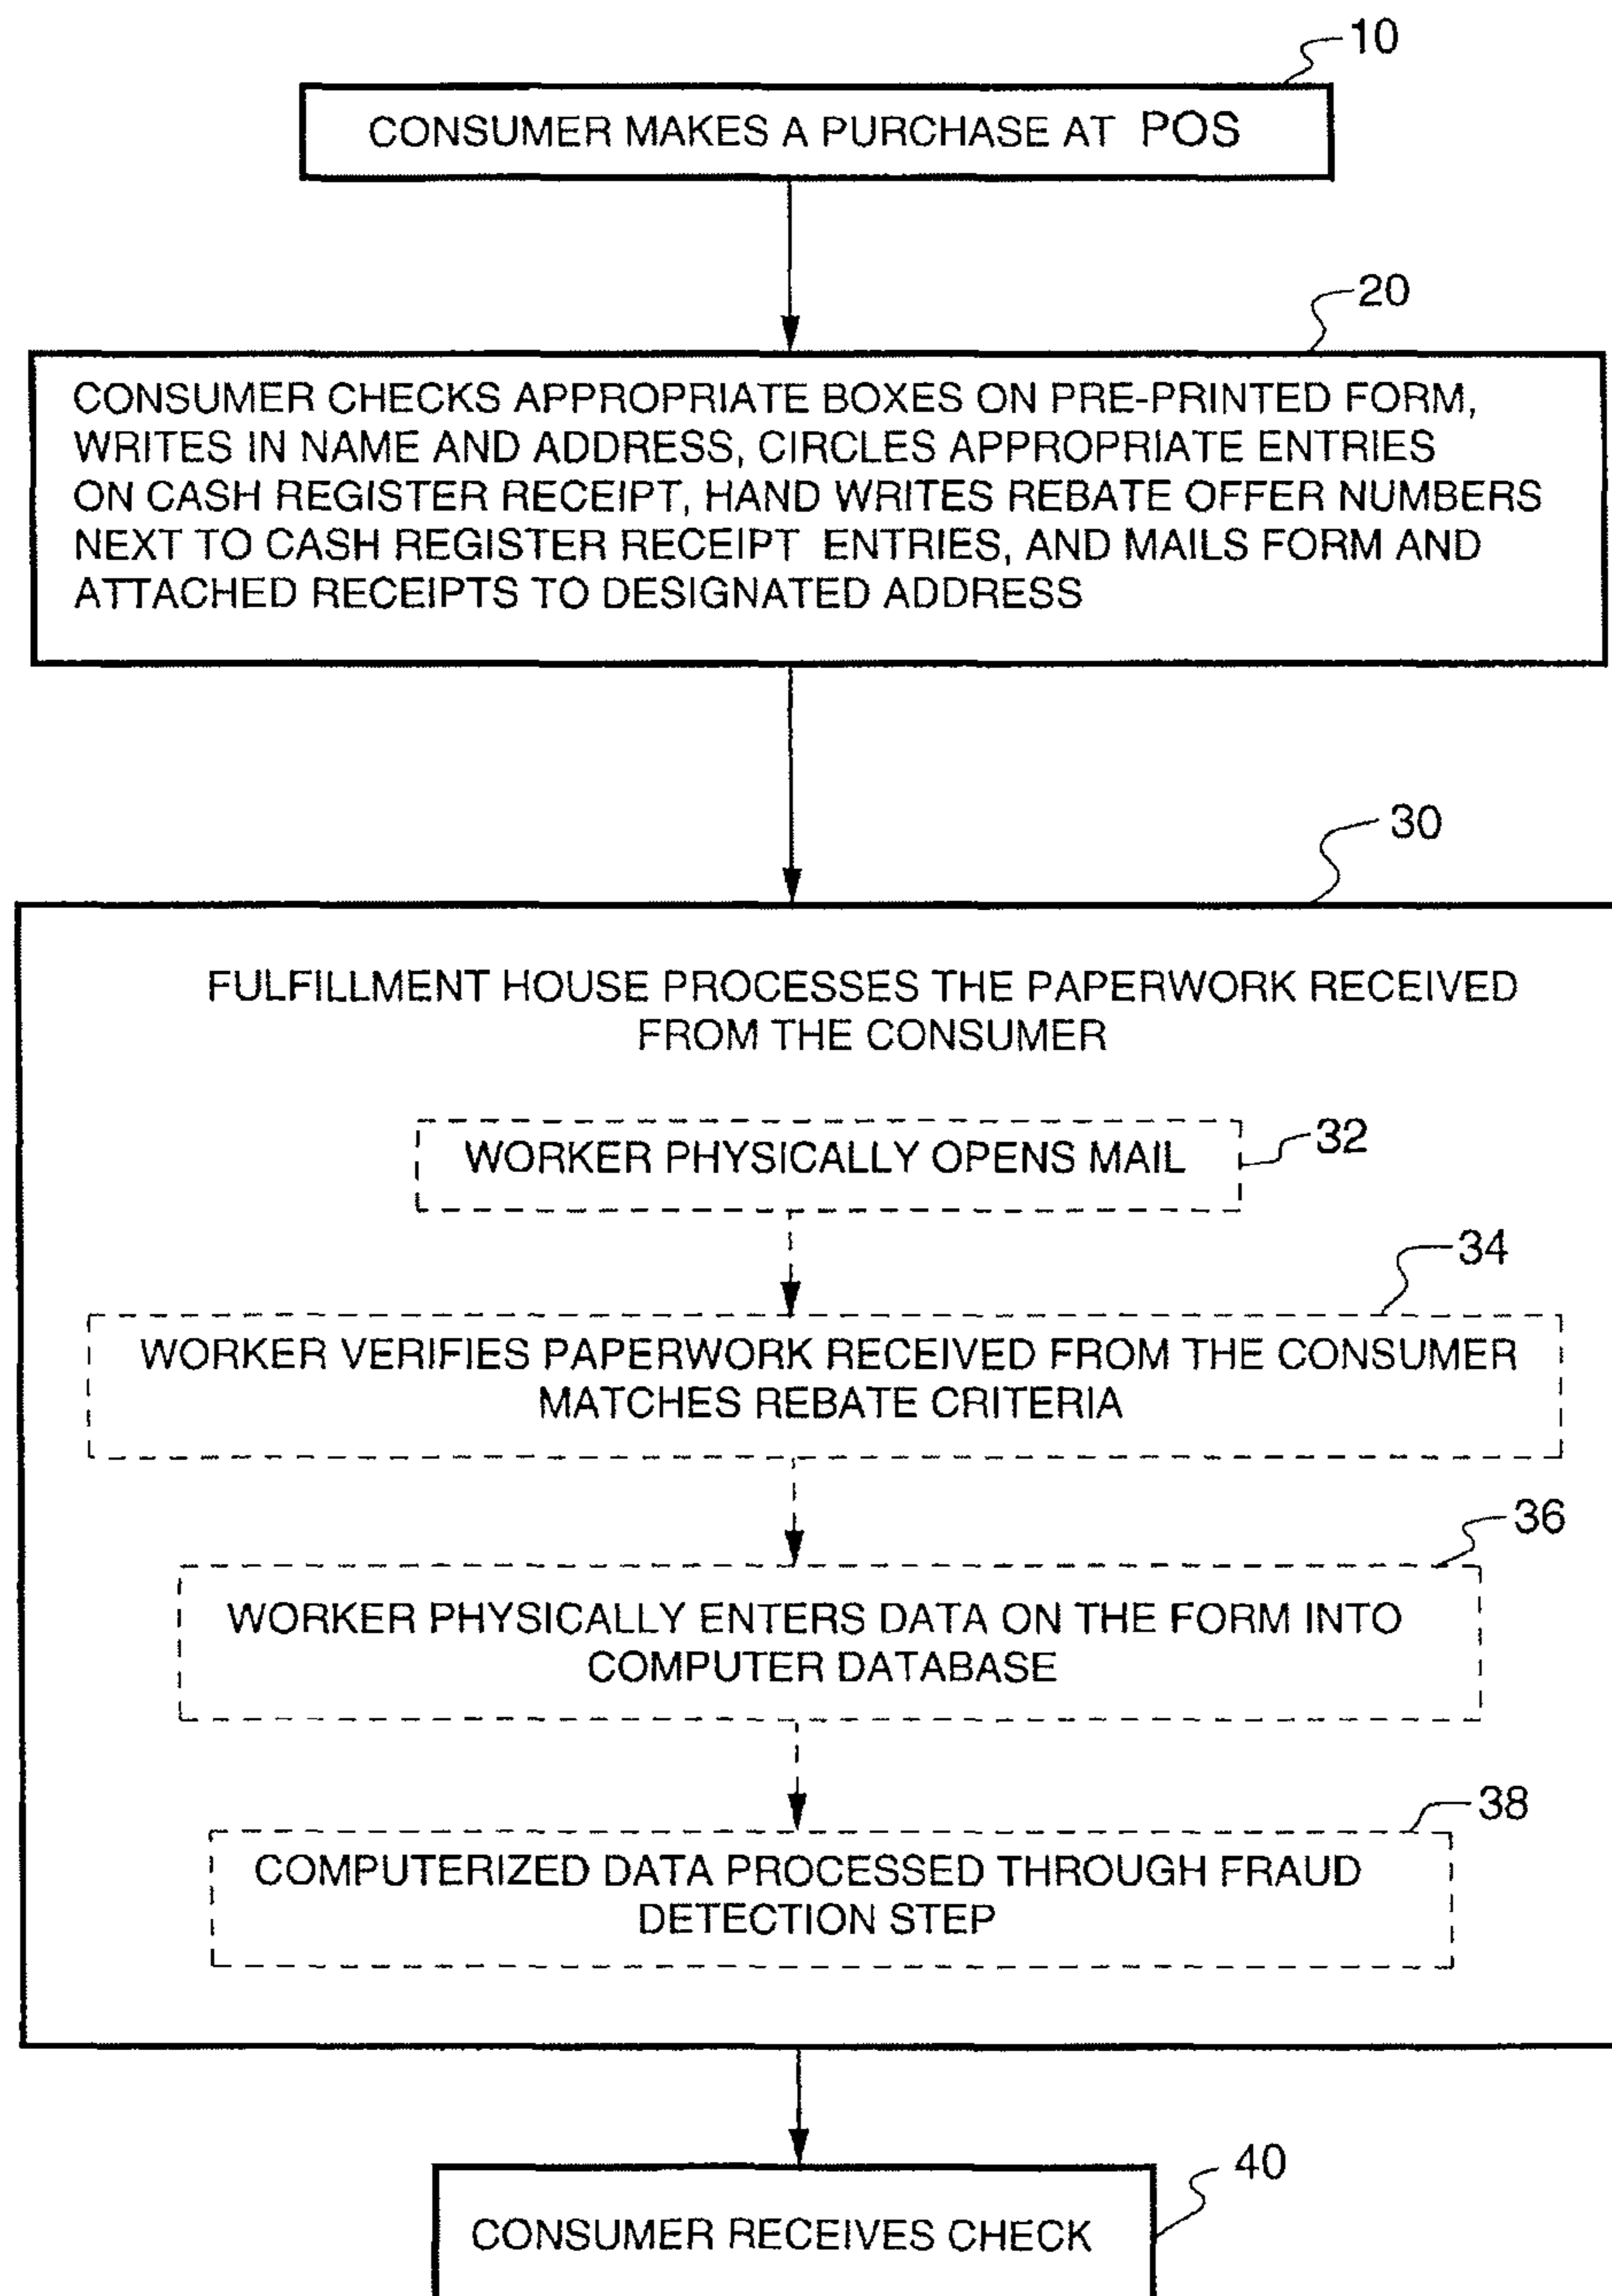 10
CONSUMER MAKES A PURCHASE AT POS
20
CONSUMER CHECKS APPROPRIATE BOXES ON PRE-PRINTED FORM,
WRITES IN NAME AND ADDRESS, CIRCLES APPROPRIATE ENTRIES
ON CASH REGISTER RECEIPT, HAND WRITES REBATE OFFER NUMBERS
NEXT TO CASH REGISTER RECEIPT ENTRIES, AND MAILS FORM AND
ATTACHED RECEIPTS TO DESIGNATED ADDRESS
30
FULFILLMENT HOUSE PROCESSES THE PAPERWORK RECEIVED
FROM THE CONSUMER
WORKER PHYSICALLY OPENS MAIL
32
34
WORKER VERIFIES PAPERWORK RECEIVED FROM THE CONSUMER
MATCHES REBATE CRITERIA
36
WORKER PHYSICALLY ENTERS DATA ON THE FORM INTO
COMPUTER DATABASE
38
COMPUTERIZED DATA PROCESSED THROUGH FRAUD
DETECTION STEP
40
CONSUMER RECEIVES CHECK